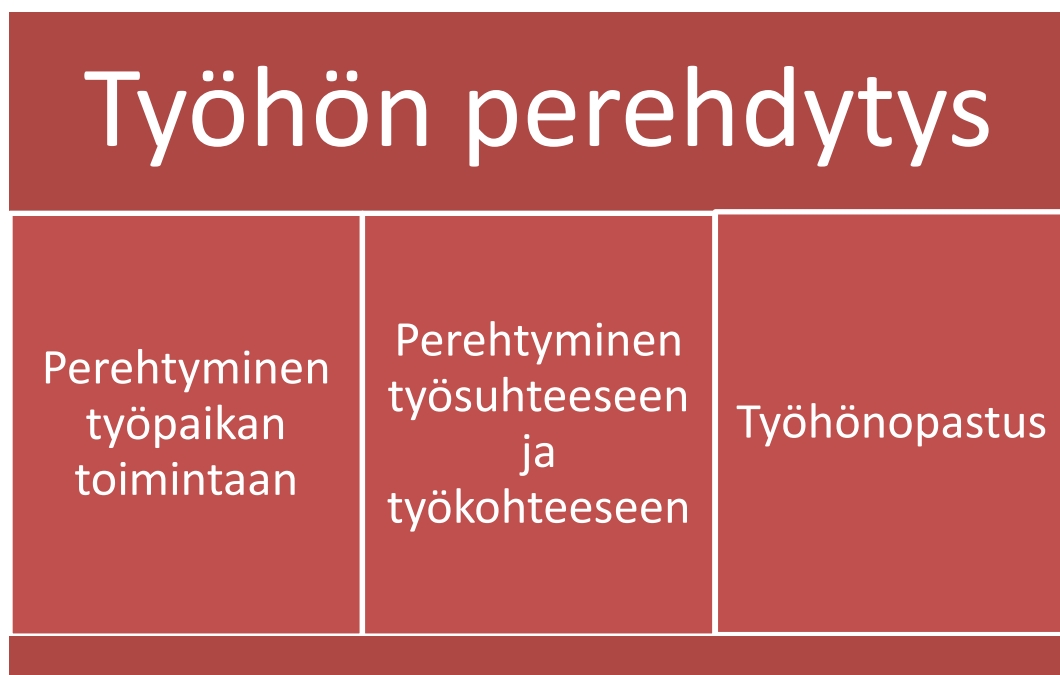 Työhön perehdytys
Perehtyminen
työpaikan
toimintaan
Perehtyminen
työsuhteeseen
ja
työkohteeseen
Työhönopastus